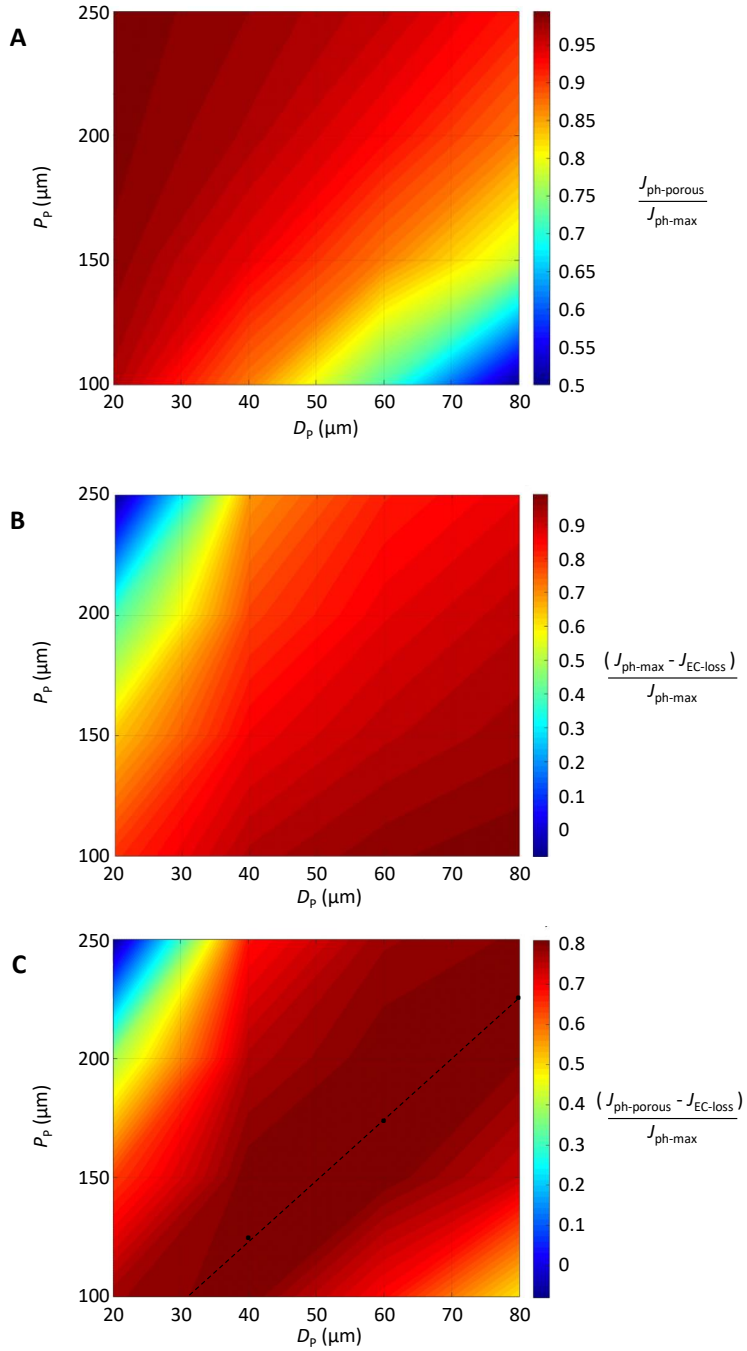 A
250
200
150
100
P_P (µm)
20 30 40 50 60 70 80
D_P (µm)
0.95
0.9
0.85
0.8
0.75
0.7
0.65
0.6
0.55
0.5
J_ph-porous
J_ph-max
B
250
200
150
100
P_P (µm)
20 30 40 50 60 70 80
D_P (µm)
0.9
0.8
0.7
0.6
0.5
0.4
0.3
0.2
0.1
0
( J_ph-max - J_EC-loss )
J_ph-max
C
250
200
150
100
P_P (µm)
20 30 40 50 60 70 80
D_P (µm)
0.8
0.7
0.6
0.5
0.4
0.3
0.2
0.1
0
( J_ph-porous - J_EC-loss )
J_ph-max